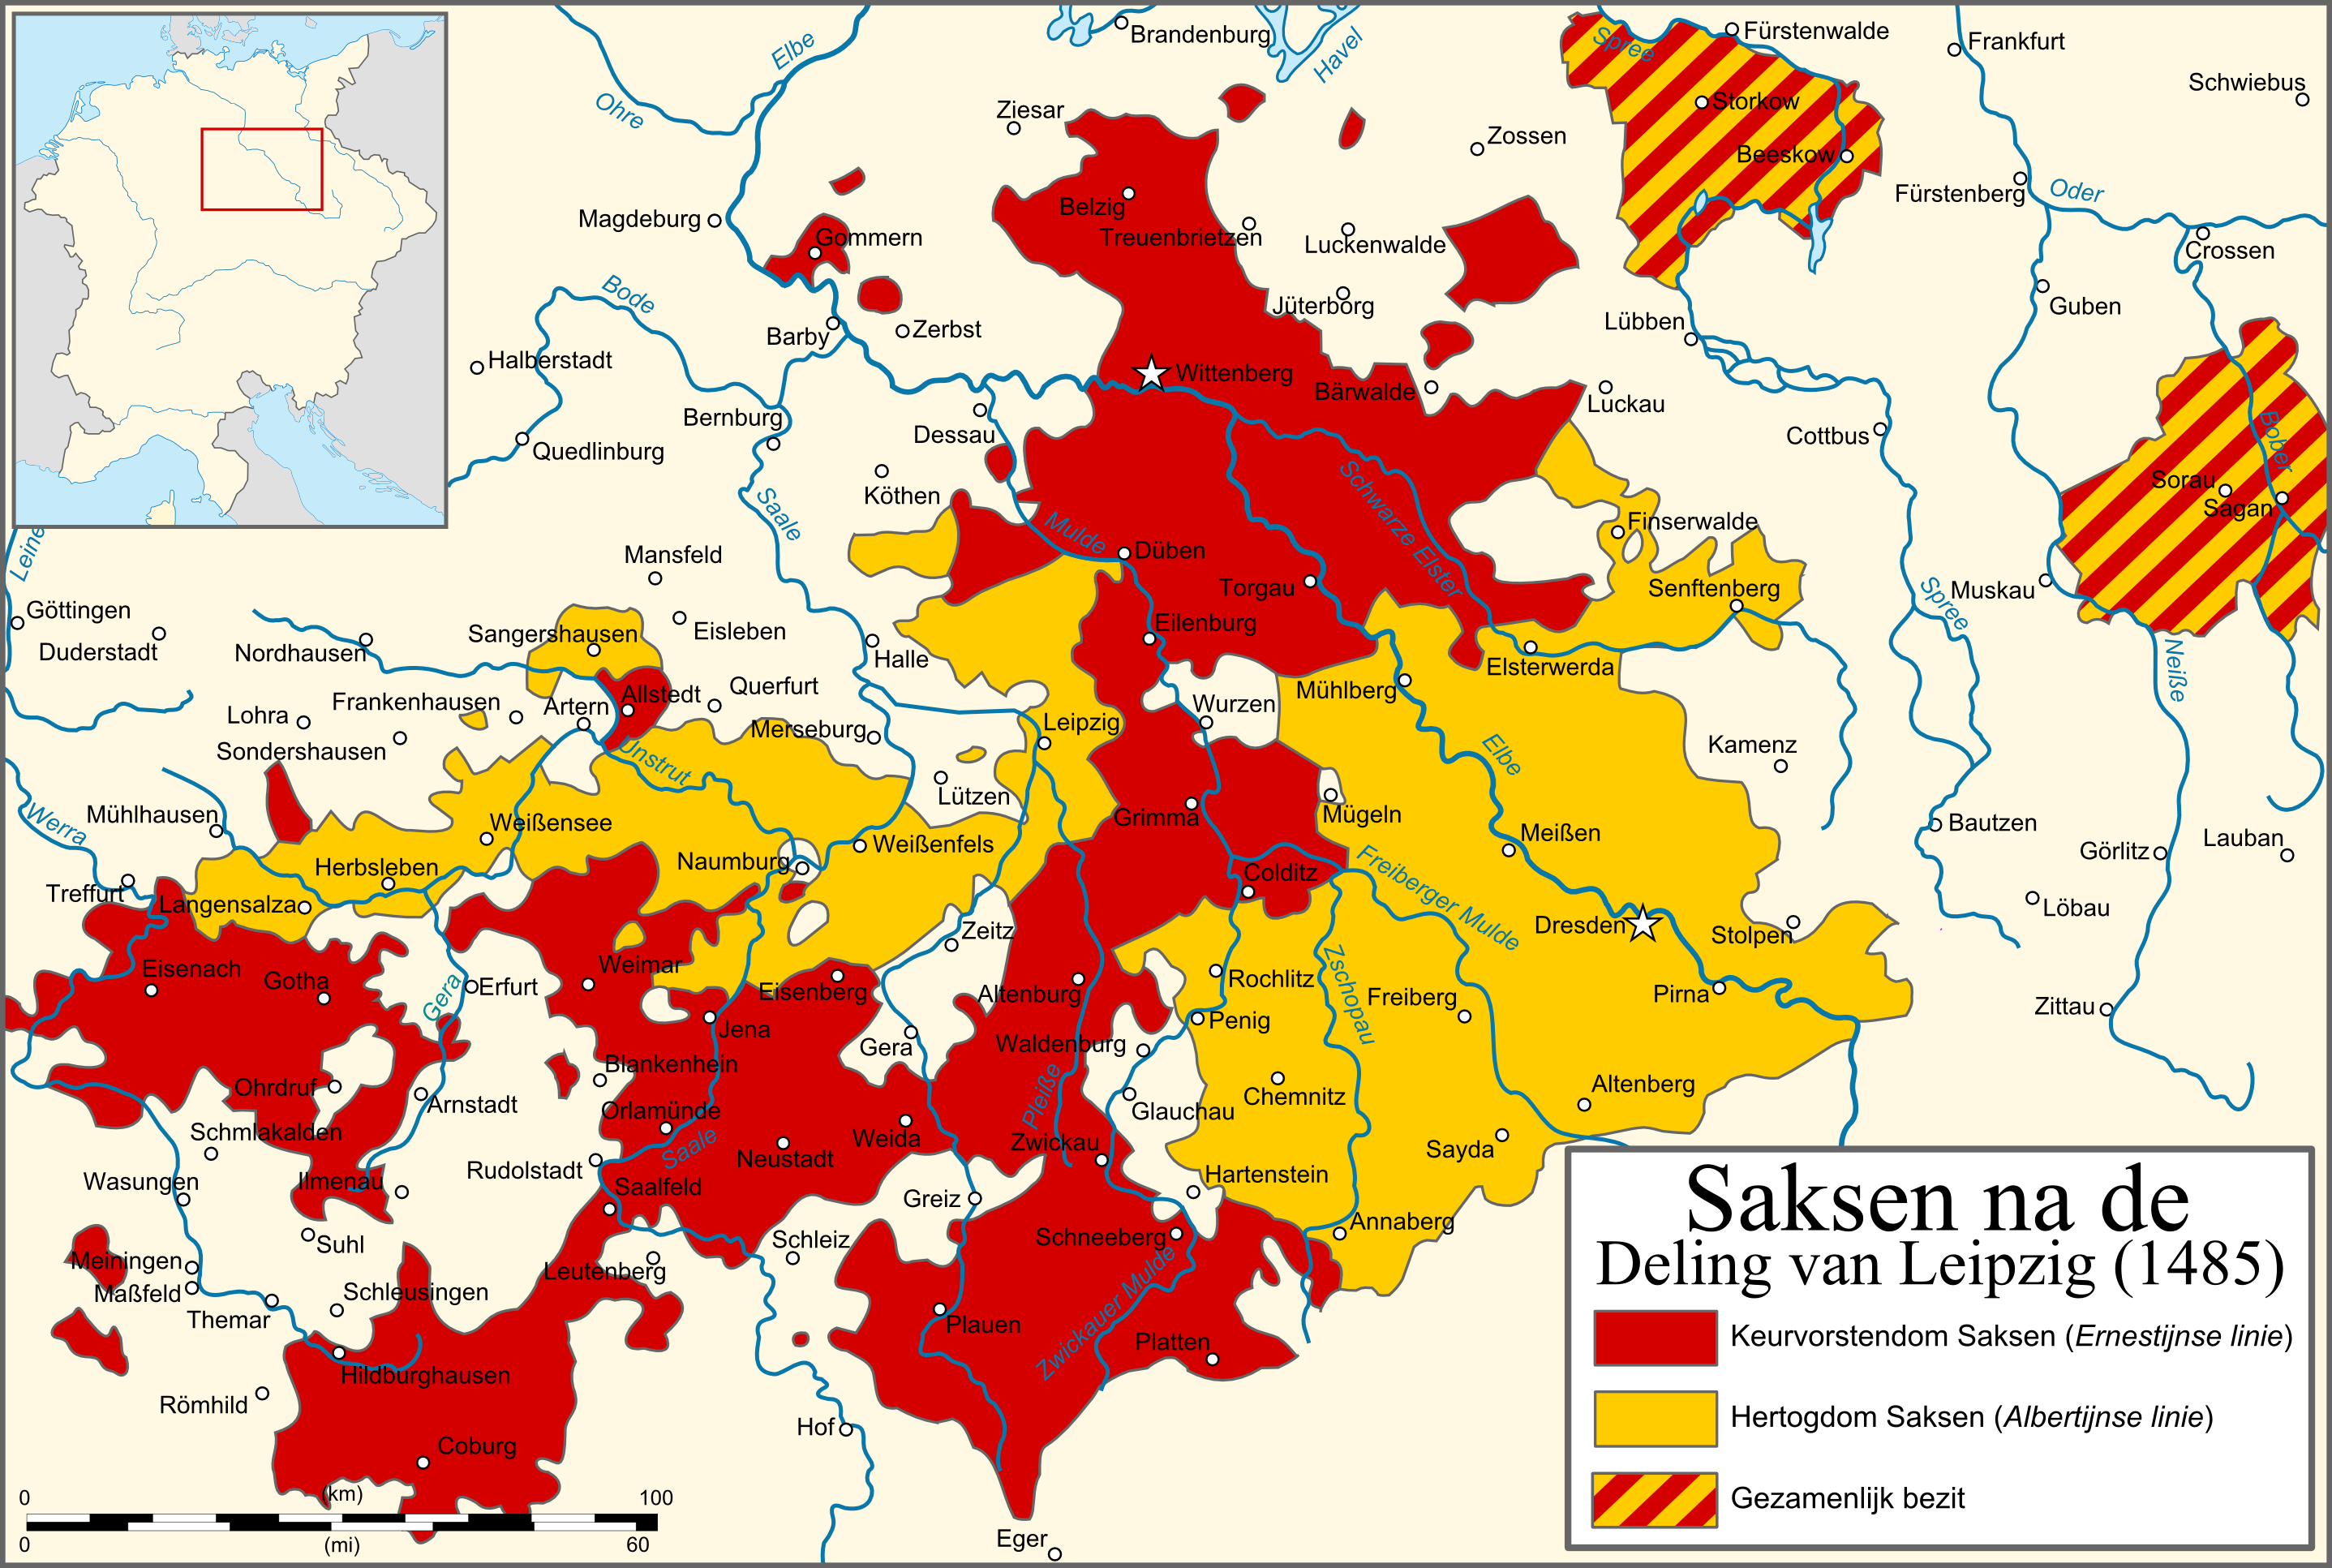 Elbe
Ohre
Brandenburg
Havel
Spree
Fürstenwalde
Frankfurt
Schwiebus
Ziesar
Zossen
Storkow
Beeskow
Fürstenberg
Oder
Magdeburg
Gommern
Belzig
Treuenbrietzen
Luckenwalde
Crossen
Bode
Barby
Zerbst
Jüterborg
Lübben
Guben
Halberstadt
Wittenberg
Bärwalde
Luckau
Bernburg
Dessau
Cottbus
Bober
Quedlinburg
Köthen
Saale
Schwarze Elster
Sorau
Sagan
Leine
Mulde
Finserwalde
Mansfeld
Düben
Torgau
Senftenberg
Muskau
Spree
Göttingen
Duderstadt
Nordhausen
Sangershausen
Eisleben
Halle
Eilenburg
Elsterwerda
Neiße
Lohra
Frankenhausen
Artern
Allstedt
Querfurt
Merseburg
Leipzig
Wurzen
Mühlberg
Sondershausen
Unstrut
Elbe
Kamenz
Werra
Mühlhausen
Weißensee
Lützen
Grimma
Mügeln
Meißen
Bautzen
Görlitz
Lauban
Herbsleben
Naumburg
Weißenfels
Colditz
Freiberger Mulde
Treffurt
Langensalza
Zeitz
Dresden
Stolpen
Löbau
Eisenach
Gotha
Gera
Erfurt
Weimar
Eisenberg
Altenburg
Rochlitz
Zschopau
Freiberg
Pirna
Zittau
Jena
Gera
Waldenburg
Penig
Ohrdruf
Arnstadt
Blankenhein
Orlamünde
Saale
Weida
Pleiße
Glauchau
Chemnitz
Altenberg
Schmlakalden
Wasungen
Ilmenau
Rudolstadt
Neustadt
Zwickau
Sayda
Saalfeld
Greiz
Hartenstein
Suhl
Schleiz
Schneeberg
Annaberg
Meiningen
Maßfeld
Themar
Schleusingen
Leutenberg
Plauen
Zwickauer Mulde
Platten
Hildburghausen
Römhild
Hof
Coburg
Eger
0
(km)
100
0
(mi)
60
Saksen na de
Deling van Leipzig (1485)
Keurvorstendom Saksen (Ernestijnse linie)
Hertogdom Saksen (Albertijnse linie)
Gezamenlijk bezit